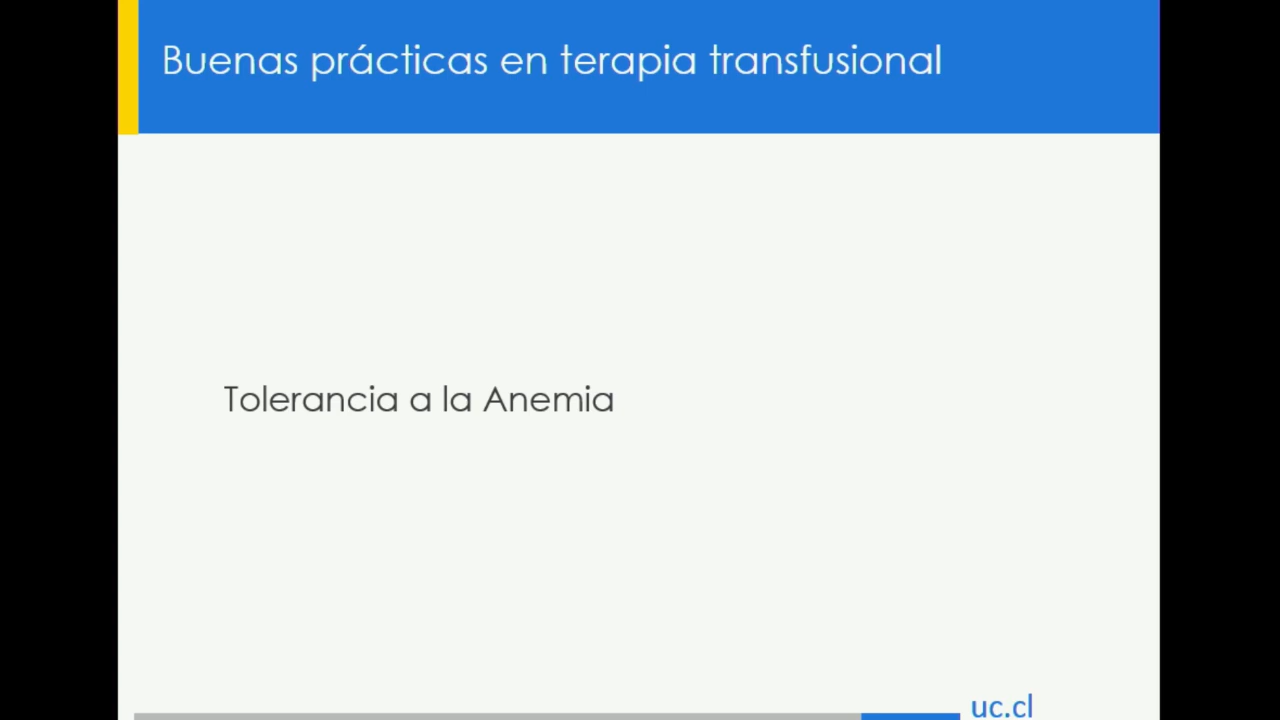 Buenas prácticas en terapia transfusional
Tolerancia a la Anemia
uc.cl